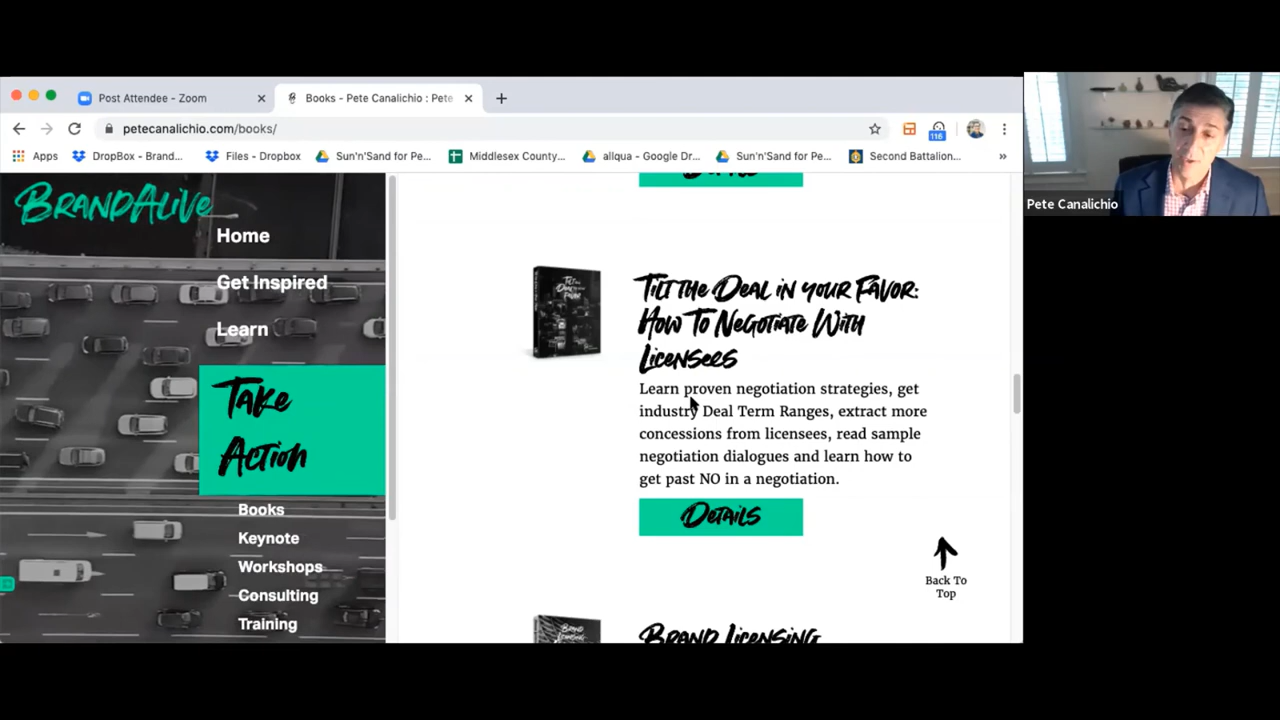 Post Attendee - Zoom
Books - Pete Canalichio : Pete
petecanalichio.com/books/
116
Apps
DropBox - Brand...
Files - Dropbox
Sun'n'Sand for Pe...
Middlesex County...
allqua - Google Dr...
Sun'n'Sand for Pe...
Second Battalion...
»
BrandAlive
Home
Get Inspired
Learn
Take
Action
Books
Keynote
Workshops
Consulting
Training
Tilt the Deal in your Favor:
How To Negotiate With
Licensees
Learn proven negotiation strategies, get
industry Deal Term Ranges, extract more
concessions from licensees, read sample
negotiation dialogues and learn how to
get past NO in a negotiation.
Details
Back To
Top
Brand Licensing
Pete Canalichio